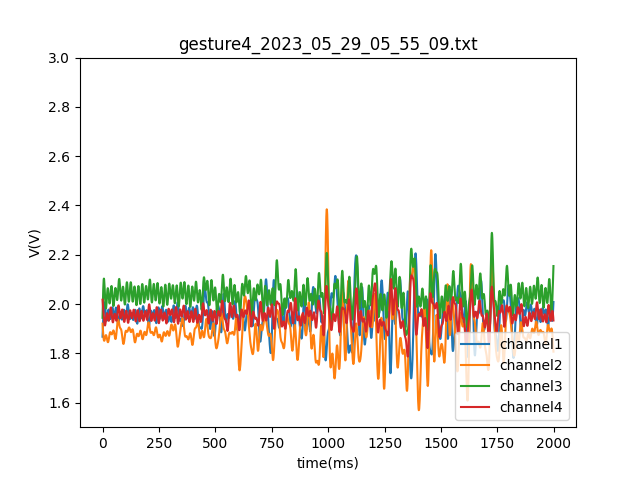 gesture4_2023_05_29_05_55_09.txt
3.0
2.8
2.6
2.4
2.2
2.0
1.8
1.6
V(V)
channel1
channel2
channel3
channel4
0 250 500 750 1000 1250 1500 1750 2000
time(ms)